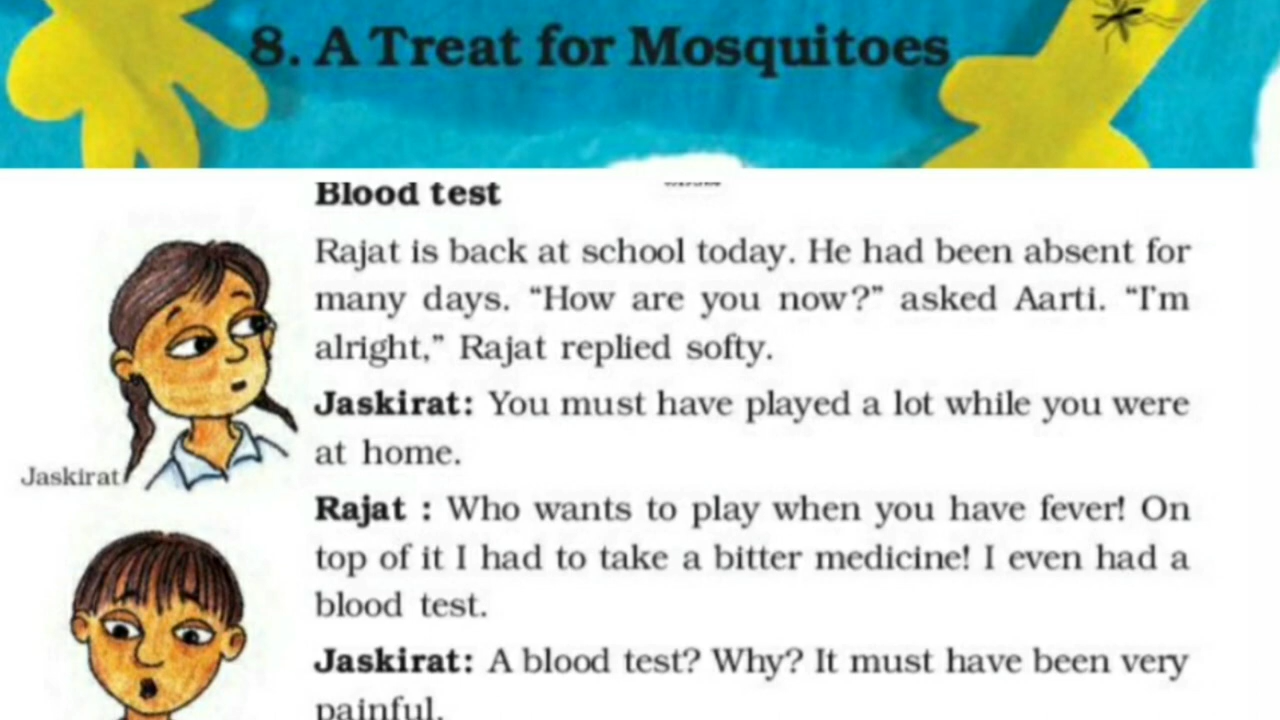 8. A Treat for Mosquitoes
Blood test
Rajat is back at school today. He had been absent for
many days. “How are you now?” asked Aarti. “I'm
alright,” Rajat replied softy.
Jaskirat: You must have played a lot while you were
at home.
Jaskirat
Rajat : Who wants to play when you have fever! On
top of it I had to take a bitter medicine! I even had a
blood test.
Jaskirat: A blood test? Why? It must have been very
painful.